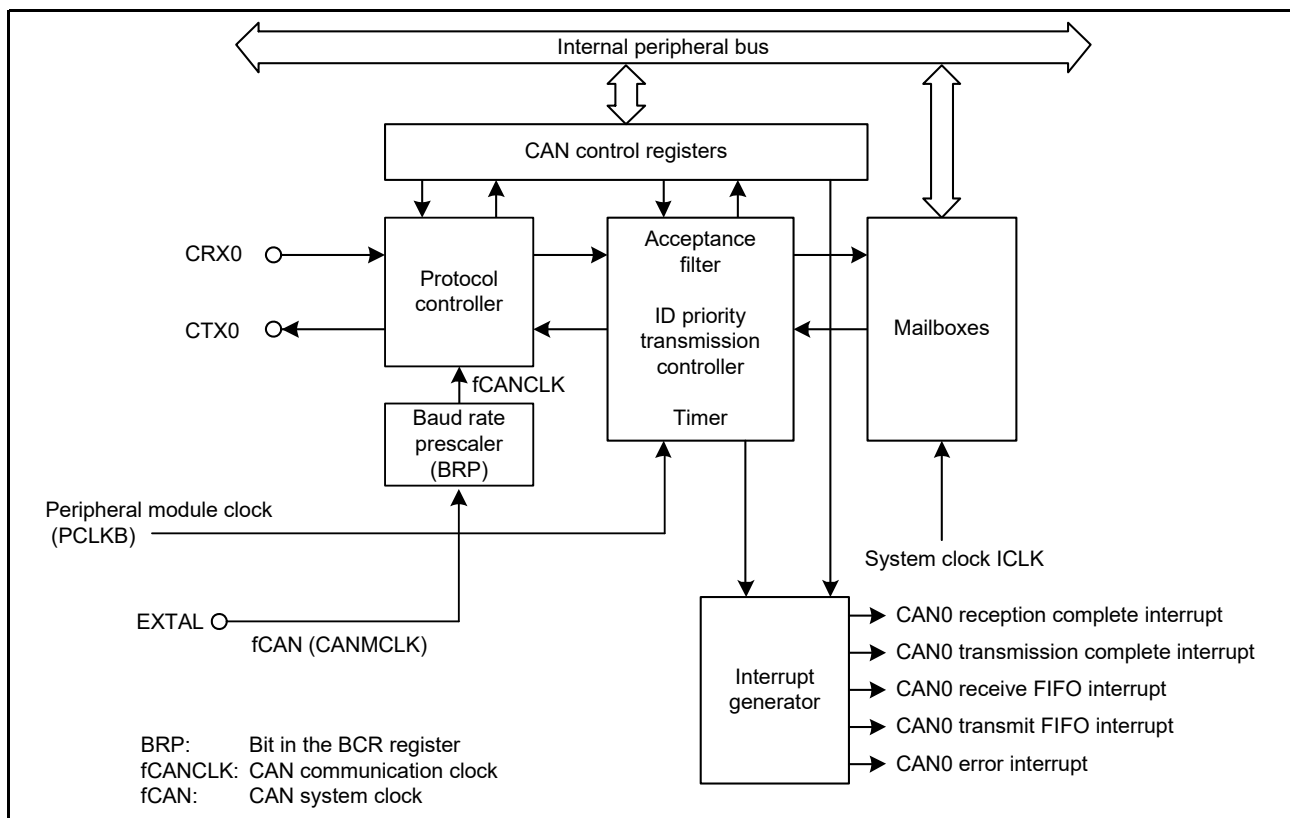 Internal peripheral bus
CAN control registers
CRX0
CTX0
Protocol
controller
Acceptance
filter
ID priority
transmission
controller
Timer
Mailboxes
fCANCLK
Baud rate
prescaler
(BRP)
Peripheral module clock
(PCLKB)
System clock ICLK
EXTAL
fCAN (CANMCLK)
Interrupt
generator
CAN0 reception complete interrupt
CAN0 transmission complete interrupt
CAN0 receive FIFO interrupt
CAN0 transmit FIFO interrupt
CAN0 error interrupt
BRP: Bit in the BCR register
fCANCLK: CAN communication clock
fCAN: CAN system clock